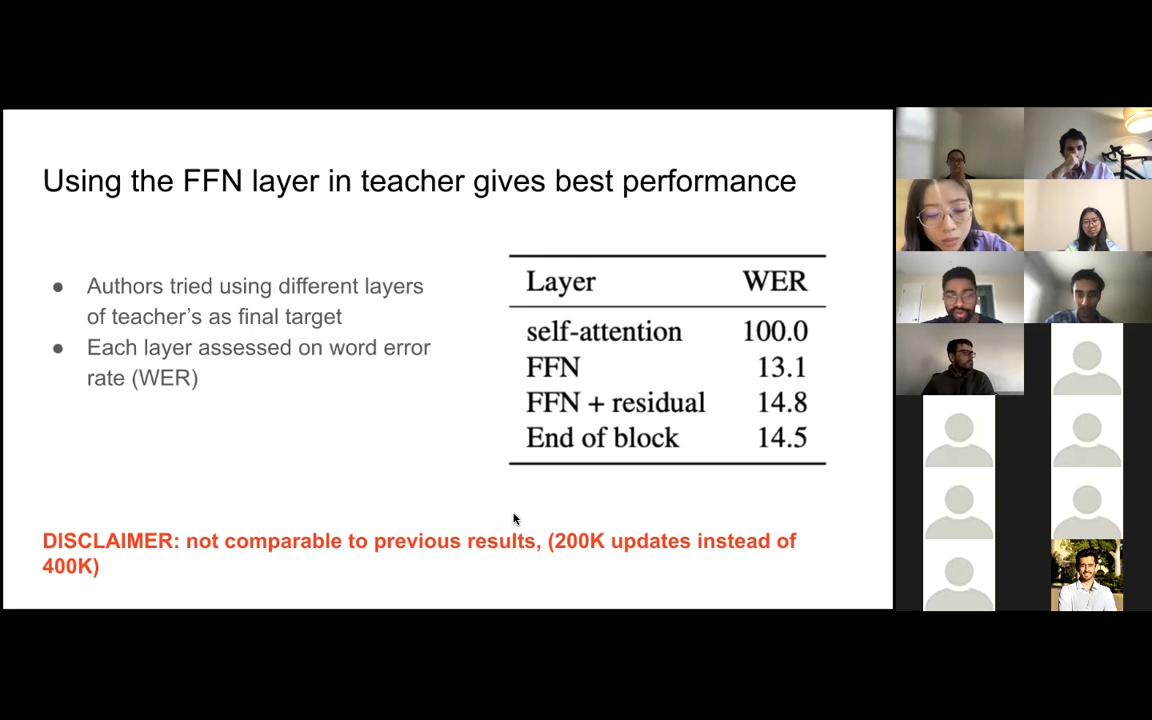 Using the FFN layer in teacher gives best performance
● Authors tried using different layers
of teacher's as final target
● Each layer assessed on word error
rate (WER)
Layer WER
self-attention 100.0
FFN 13.1
FFN + residual 14.8
End of block 14.5
DISCLAIMER: not comparable to previous results, (200K updates instead of
400K)